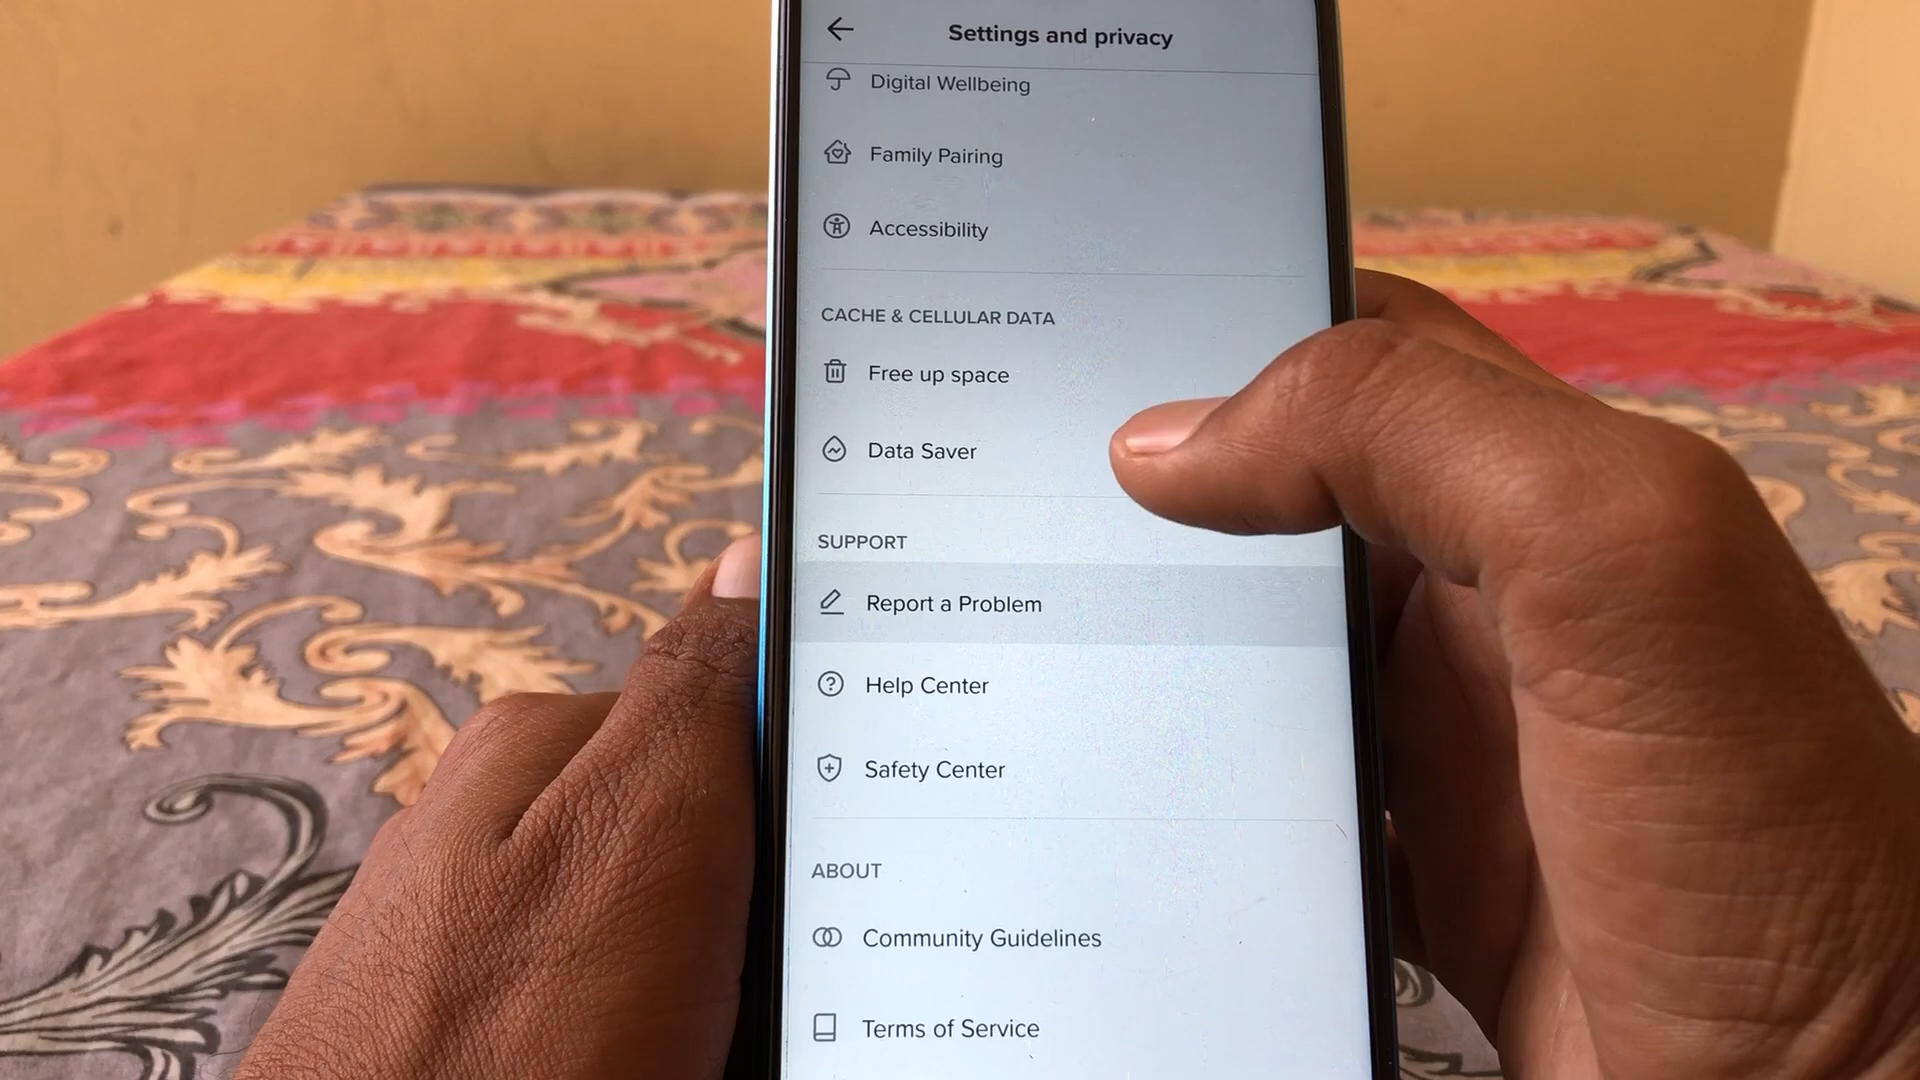 Settings and privacy
Digital Wellbeing
Family Pairing
Accessibility
CACHE & CELLULAR DATA
Free up space
Data Saver
SUPPORT
Report a Problem
Help Center
Safety Center
ABOUT
Community Guidelines
Terms of Service